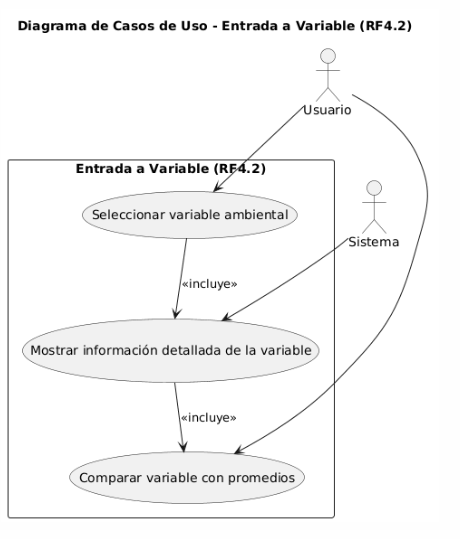 Diagrama de Casos de Uso - Entrada a Variable (RF4.2)
Usuario
Entrada a Variable (RF4.2)
Seleccionar variable ambiental
Sistema
«incluye»
Mostrar información detallada de la variable
«incluye»
Comparar variable con promedios